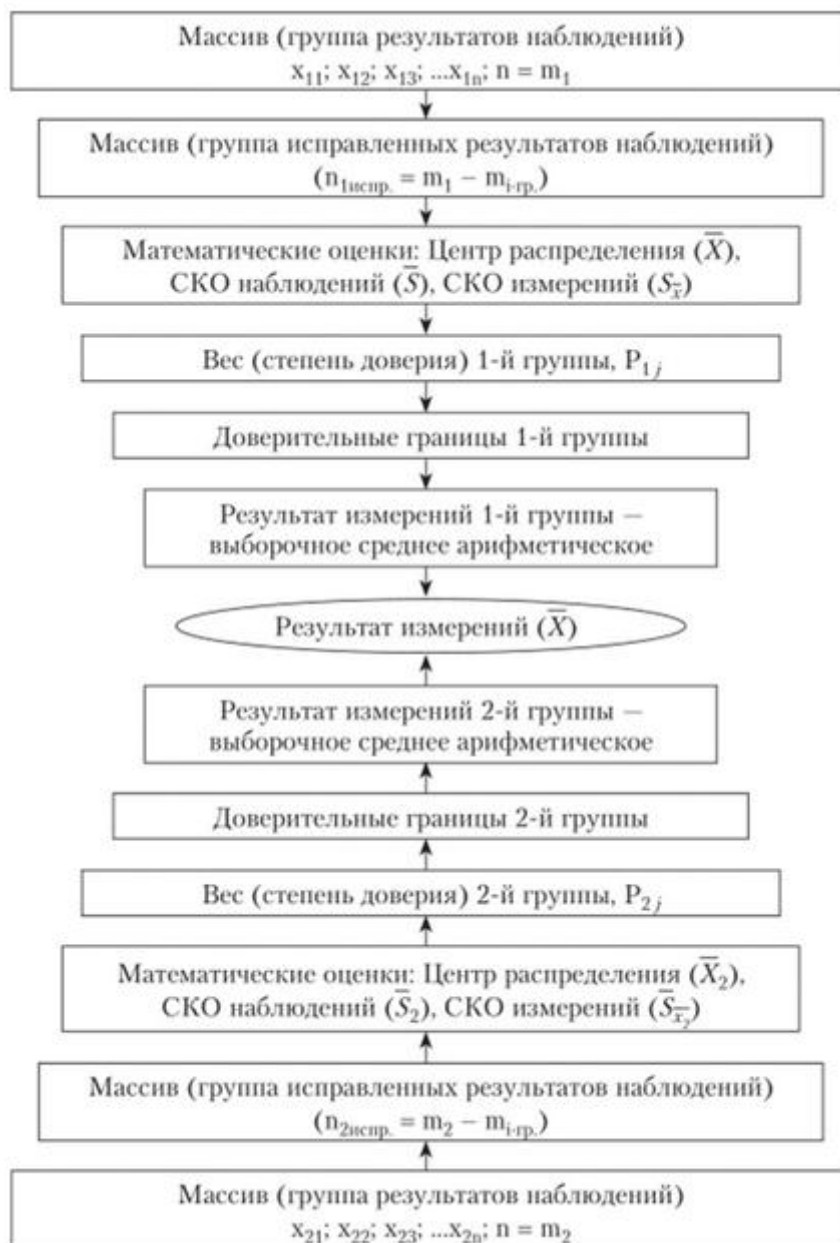 Массив (группа результатов наблюдений)
x₁₁; x₁₂; x₁₃; ...x₁ₙ; n = m₁
Массив (группа исправленных результатов наблюдений)
(n₁испр. = m₁ – mᵢ-гр.)
Математические оценки: Центр распределения (X̅),
СКО наблюдений (S̅), СКО измерений (Sx̅)
Вес (степень доверия) 1-й группы, P₁ⱼ
Доверительные границы 1-й группы
Результат измерений 1-й группы —
выборочное среднее арифметическое
Результат измерений (X̅)
Результат измерений 2-й группы —
выборочное среднее арифметическое
Доверительные границы 2-й группы
Вес (степень доверия) 2-й группы, P₂ⱼ
Математические оценки: Центр распределения (X̅₂),
СКО наблюдений (S̅₂), СКО измерений (S̅x̅₂)
Массив (группа исправленных результатов наблюдений)
(n₂испр. = m₂ – mᵢ-гр.)
Массив (группа результатов наблюдений)
x₂₁; x₂₂; x₂₃; ...x₂ₙ; n = m₂